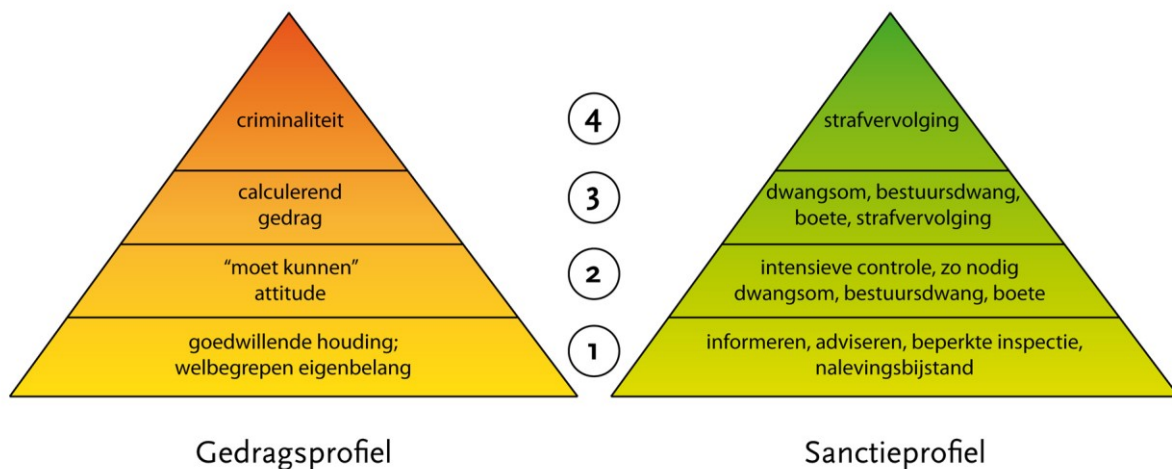 criminaliteit
calculerend
gedrag
“moet kunnen”
attitude
goedwillende houding;
welbegrepen eigenbelang
Gedragsprofiel
4
3
2
1
strafvervolging
dwangsom, bestuursdwang,
boete, strafvervolging
intensieve controle, zo nodig
dwangsom, bestuursdwang, boete
informeren, adviseren, beperkte inspectie,
nalevingsbijstand
Sanctieprofiel